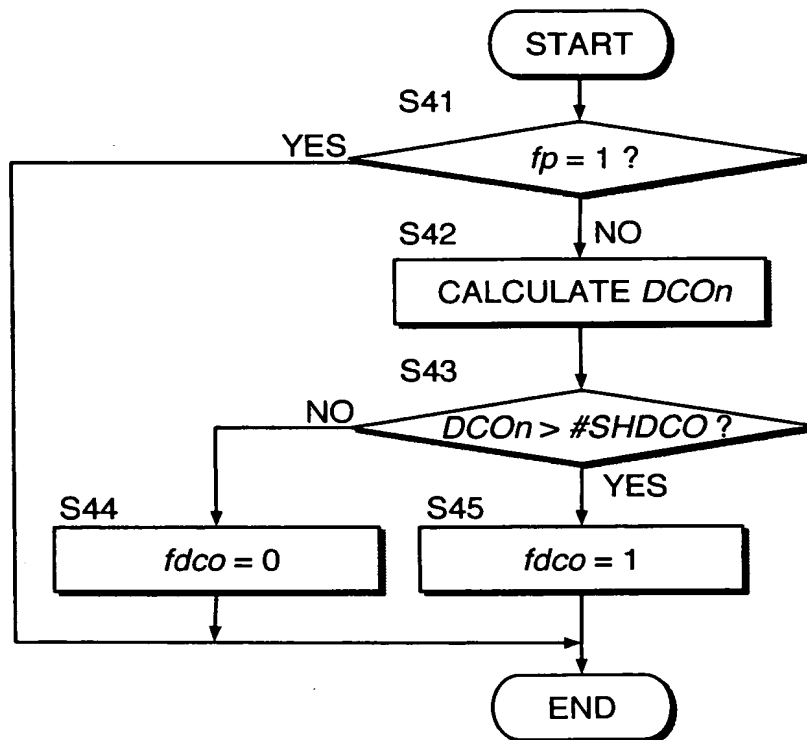 START
S41
YES
fp = 1 ?
S42
NO
CALCULATE DCOn
S43
NO
DCOn > #SHDCO ?
YES
S44
S45
fdco = 0
fdco = 1
END